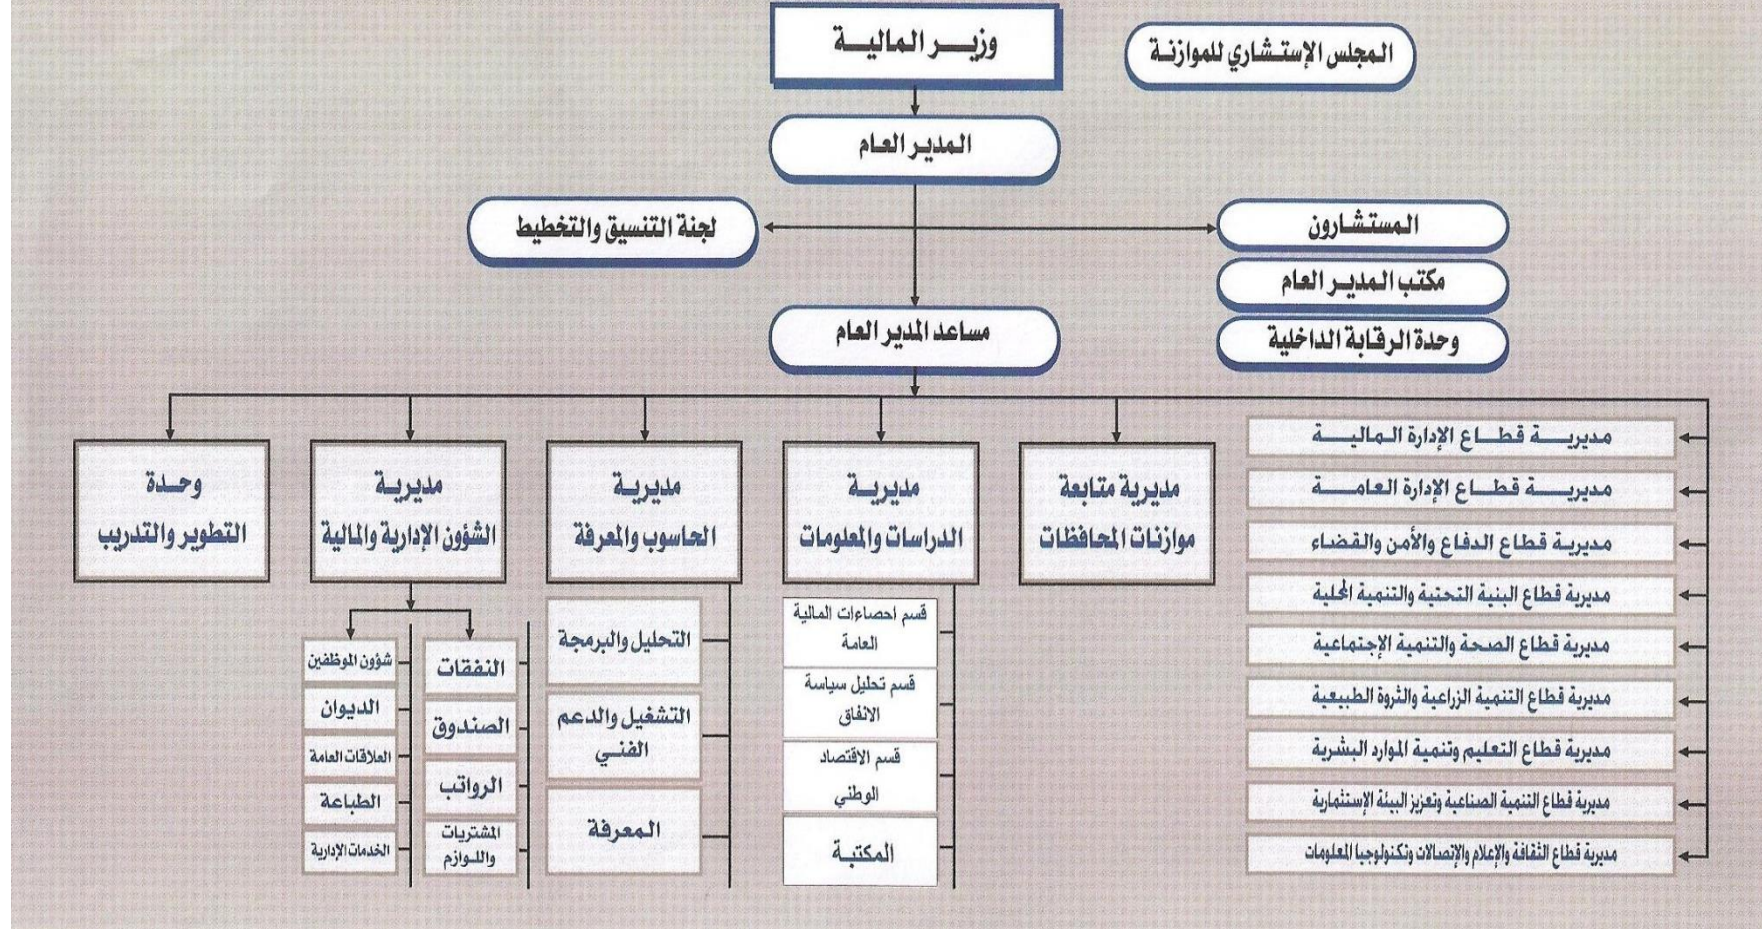 وزيـــر الـماليــة
المجلس الإستشاري للموازنة
المدير العام
لجنة التنسيق والتخطيط
المستشارون
مكتب المدير العام
وحدة الرقابة الداخلية
مساعد المدير العام
مديرية قطاع الإدارة المالية
مديرية قطاع الإدارة العامة
مديرية قطاع الدفاع والأمن والقضاء
مديرية قطاع البنية التحتية والتنمية المحلية
مديرية قطاع الصحة والتنمية الإجتماعية
مديرية قطاع التنمية الزراعية والثروة الطبيعية
مديرية قطاع التعليم وتنمية الموارد البشرية
مديرية قطاع التنمية الصناعية وتعزيز البيئة الإستثمارية
مديرية قطاع الثقافة والإعلام والإتصالات وتكنولوجيا المعلومات
مديرية متابعة
موازنات المحافظات
مديرية
الدراسات والمعلومات
قسم احصاءات المالية
العامة
قسم تحليل سياسة
الانفاق
قسم الاقتصاد
الوطني
المكتبة
مديرية
الحاسوب والمعرفة
التحليل والبرمجة
التشغيل والدعم
الفني
المعرفة
مديرية
الشؤون الإدارية والمالية
النفقات
الصندوق
الرواتب
المشتريات
واللوازم
شؤون الموظفين
الديوان
العلاقات العامة
الطباعة
الخدمات الإدارية
وحدة
التطوير والتدريب